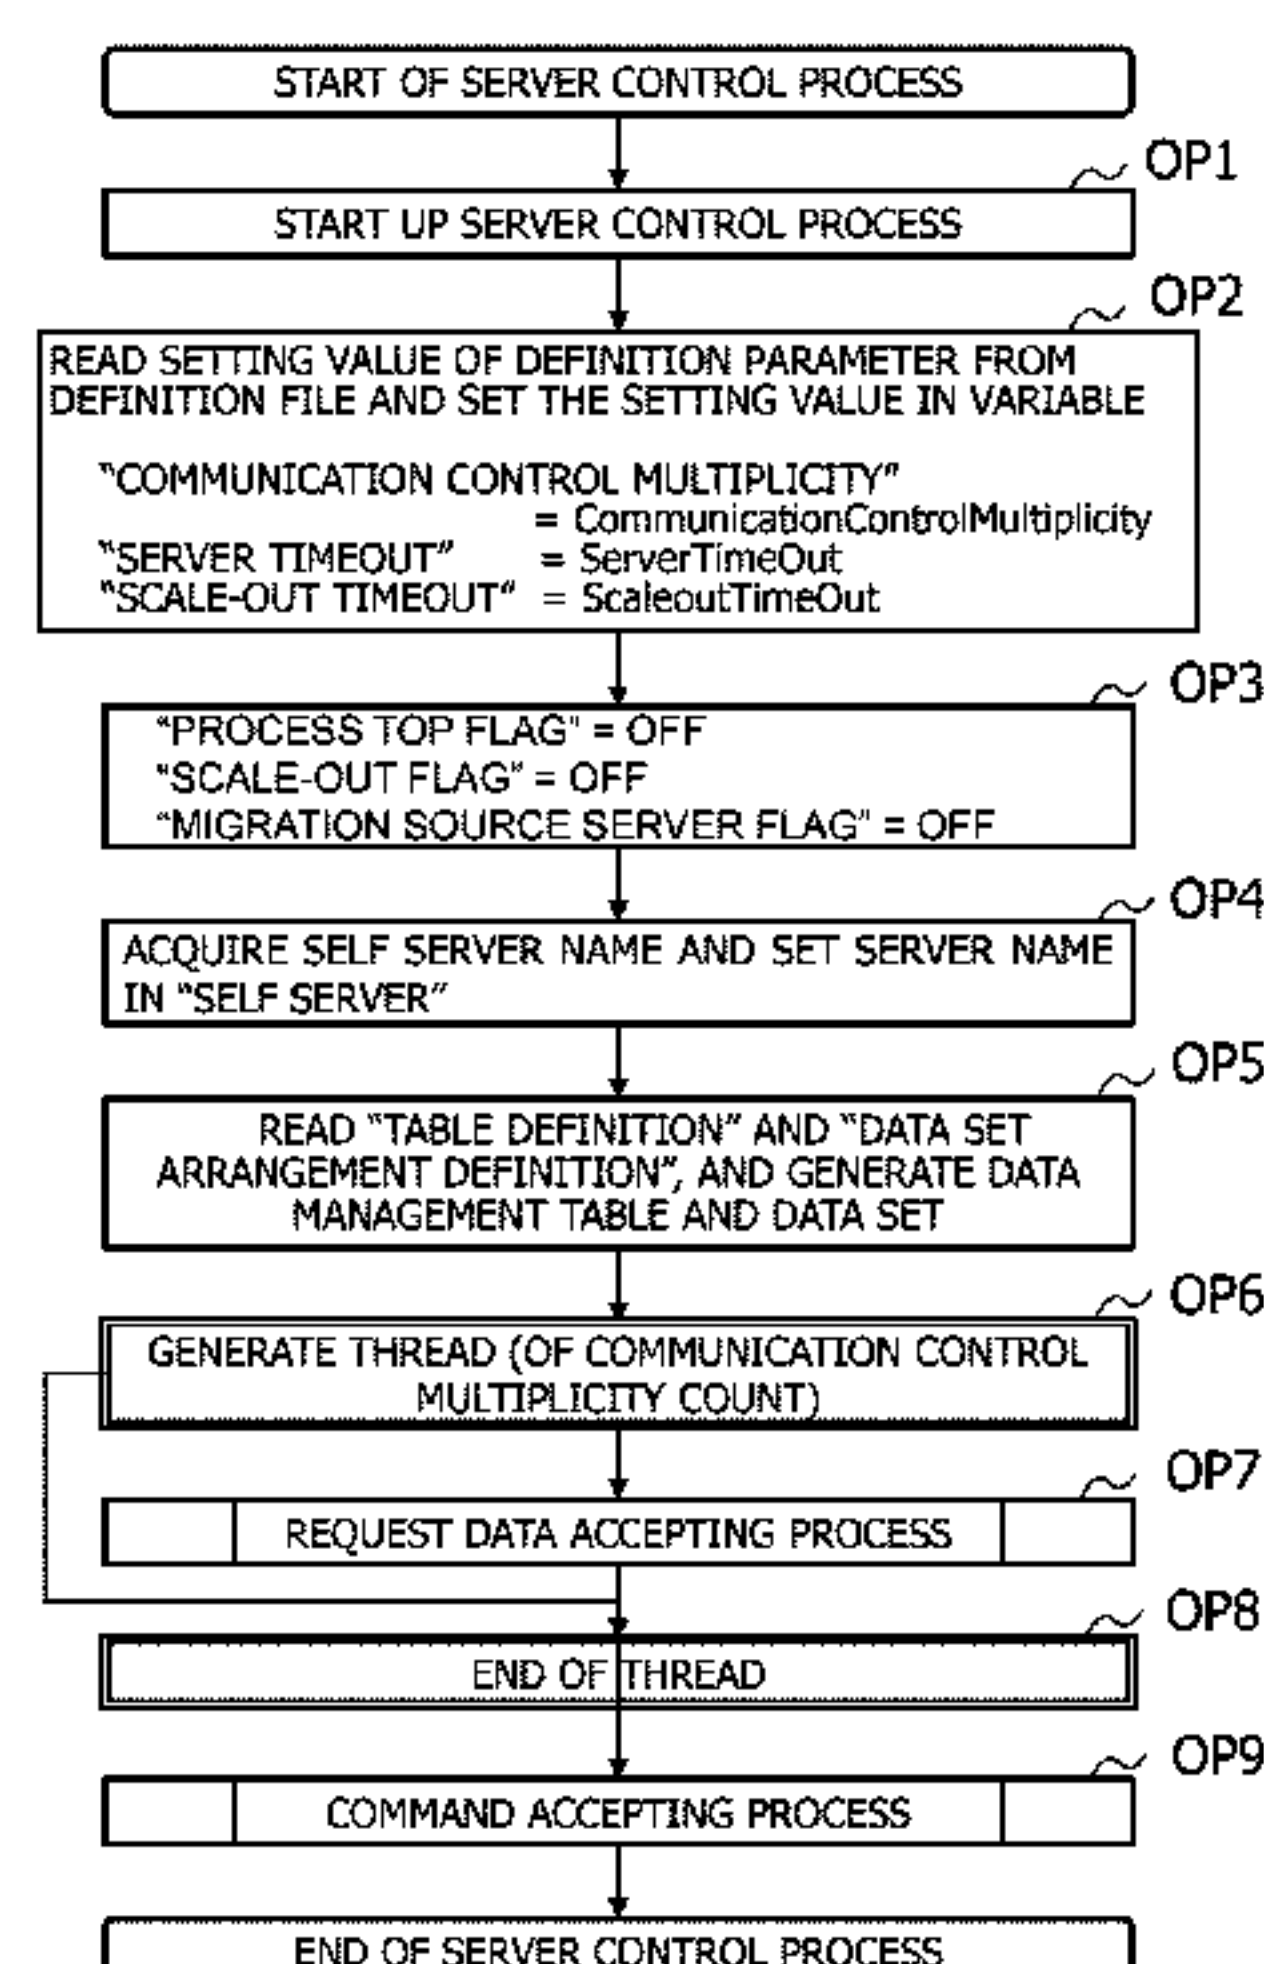 START OF SERVER CONTROL PROCESS
OP1
START UP SERVER CONTROL PROCESS
OP2
READ SETTING VALUE OF DEFINITION PARAMETER FROM
DEFINITION FILE AND SET THE SETTING VALUE IN VARIABLE
"COMMUNICATION CONTROL MULTIPLICITY"
= CommunicationControlMultiplicity
"SERVER TIMEOUT" = ServerTimeOut
"SCALE-OUT TIMEOUT" = ScaleoutTimeOut
OP3
"PROCESS TOP FLAG" = OFF
"SCALE-OUT FLAG" = OFF
"MIGRATION SOURCE SERVER FLAG" = OFF
OP4
ACQUIRE SELF SERVER NAME AND SET SERVER NAME
IN "SELF SERVER"
OP5
READ "TABLE DEFINITION" AND "DATA SET
ARRANGEMENT DEFINITION", AND GENERATE DATA
MANAGEMENT TABLE AND DATA SET
OP6
GENERATE THREAD (OF COMMUNICATION CONTROL
MULTIPLICITY COUNT)
OP7
REQUEST DATA ACCEPTING PROCESS
OP8
END OF THREAD
OP9
COMMAND ACCEPTING PROCESS
END OF SERVER CONTROL PROCESS